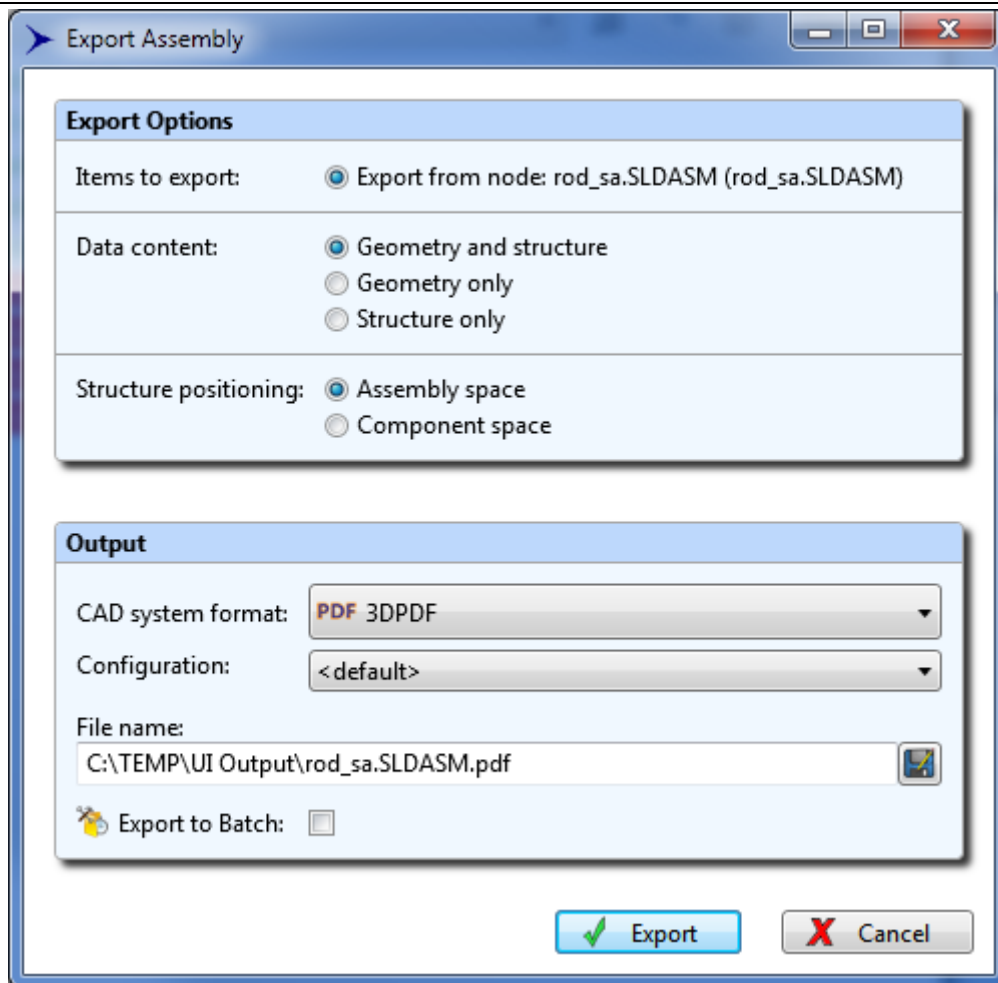 Export Assembly
Export Options
Items to export: Export from node: rod_sa.SLDASM (rod_sa.SLDASM)
Data content: Geometry and structure
Geometry only
Structure only
Structure positioning: Assembly space
Component space
Output
CAD system format: PDF 3DPDF
Configuration: <default>
File name:
C:\TEMP\UI Output\rod_sa.SLDASM.pdf
Export to Batch:
Export Cancel